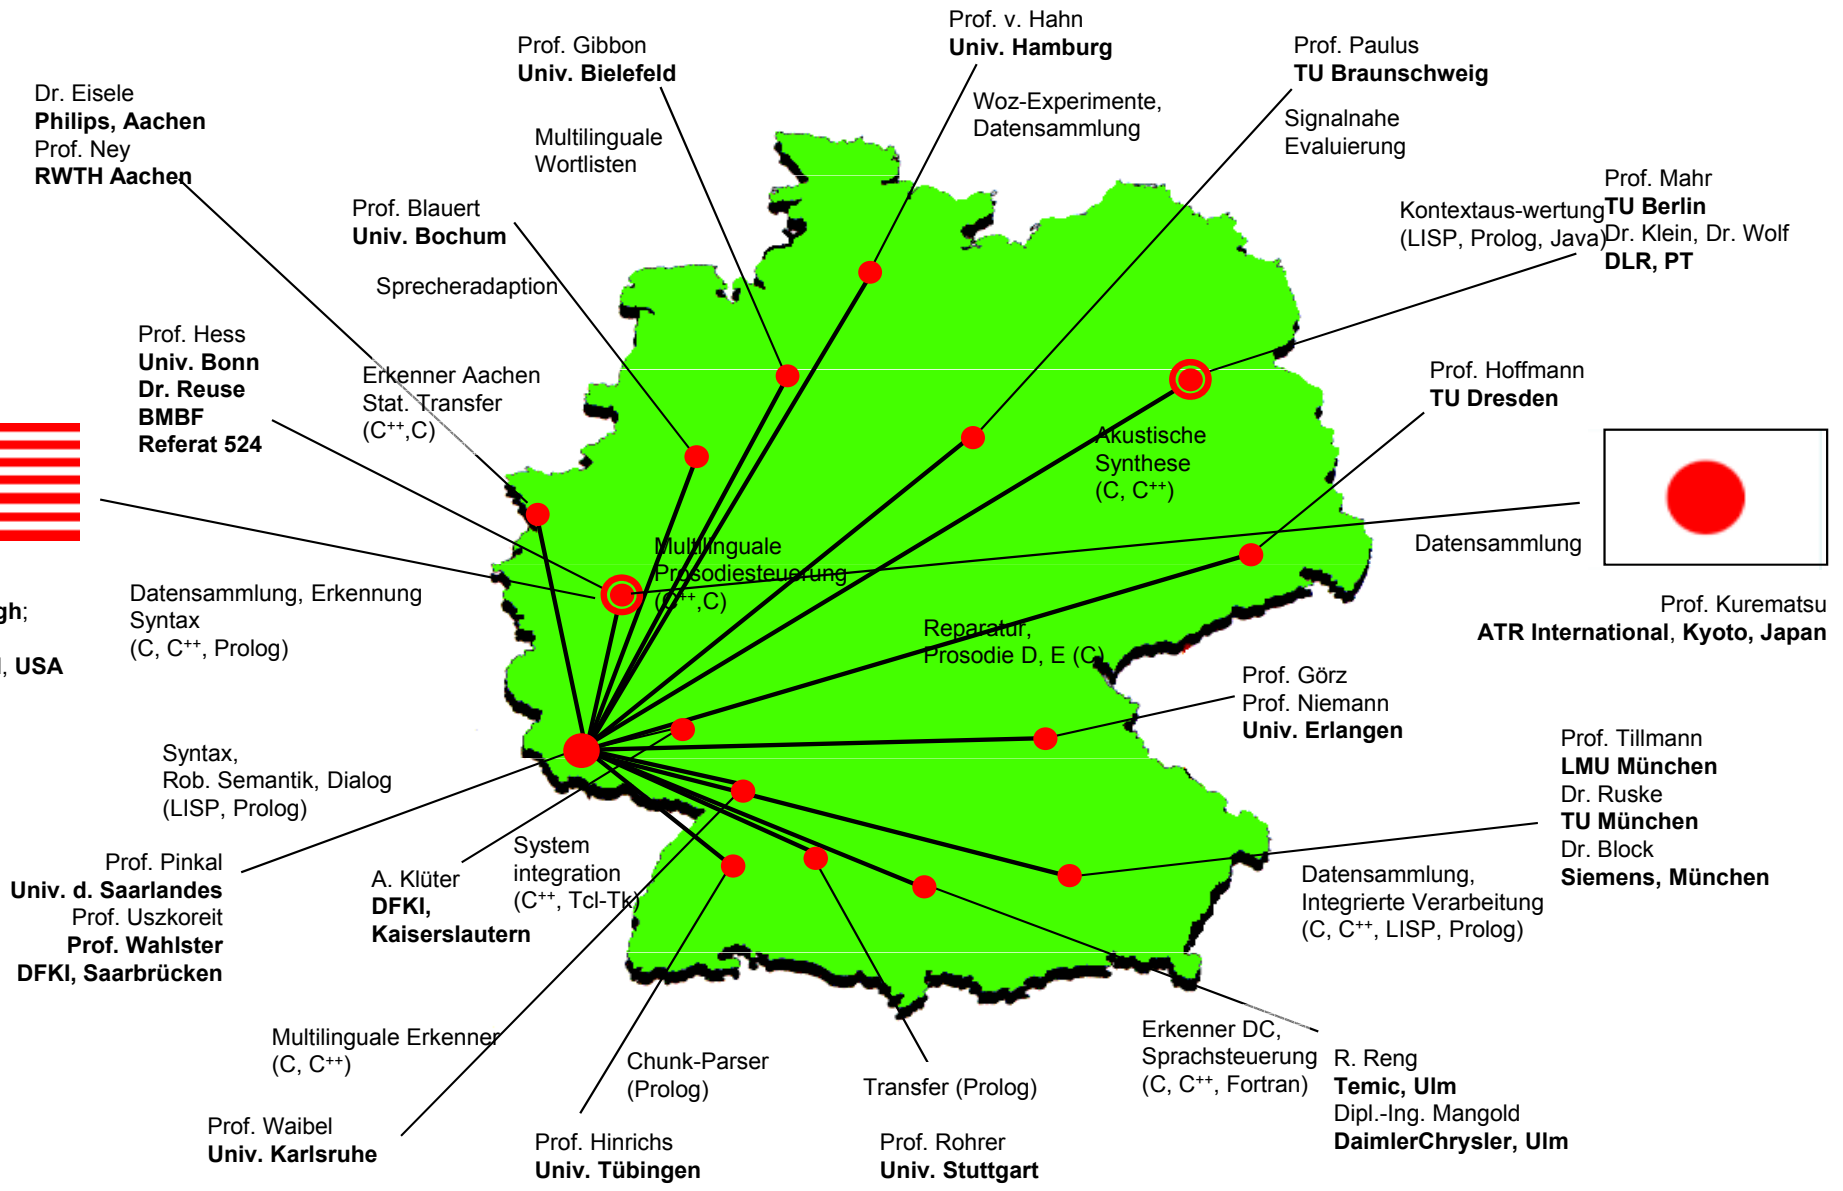 Prof. v. Hahn
Univ. Hamburg
Prof. Gibbon
Univ. Bielefeld
Prof. Paulus
TU Braunschweig
Dr. Eisele
Philips, Aachen
Prof. Ney
RWTH Aachen
Woz-Experimente,
Datensammlung
Signalnahe
Evaluierung
Multilinguale
Wortlisten
Prof. Mahr
TU Berlin
Dr. Klein, Dr. Wolf
DLR, PT
Kontextaus-wertung
(LISP, Prolog, Java)
Prof. Blauert
Univ. Bochum
Sprecheradaption
Prof. Hess
Univ. Bonn
Dr. Reuse
BMBF
Referat 524
Erkenner Aachen
Stat. Transfer
(C++,C)
Prof. Hoffmann
TU Dresden
Akustische
Synthese
(C, C++)
Multilinguale
Prosodiesteuerung
(C++,C)
Datensammlung
Prof. Kurematsu
ATR International, Kyoto, Japan
gh;
, USA
Datensammlung, Erkennung
Syntax
(C, C++, Prolog)
Reparatur,
Prosodie D, E (C)
Prof. Görz
Prof. Niemann
Univ. Erlangen
Syntax,
Rob. Semantik, Dialog
(LISP, Prolog)
Prof. Tillmann
LMU München
Dr. Ruske
TU München
Dr. Block
Siemens, München
Prof. Pinkal
Univ. d. Saarlandes
Prof. Uszkoreit
Prof. Wahlster
DFKI, Saarbrücken
A. Klüter
DFKI,
Kaiserslautern
System
integration
(C++, Tcl-Tk)
Datensammlung,
Integrierte Verarbeitung
(C, C++, LISP, Prolog)
Multilinguale Erkenner
(C, C++)
Chunk-Parser
(Prolog)
Transfer (Prolog)
Erkenner DC,
Sprachsteuerung
(C, C++, Fortran)
R. Reng
Temic, Ulm
Dipl.-Ing. Mangold
DaimlerChrysler, Ulm
Prof. Waibel
Univ. Karlsruhe
Prof. Hinrichs
Univ. Tübingen
Prof. Rohrer
Univ. Stuttgart